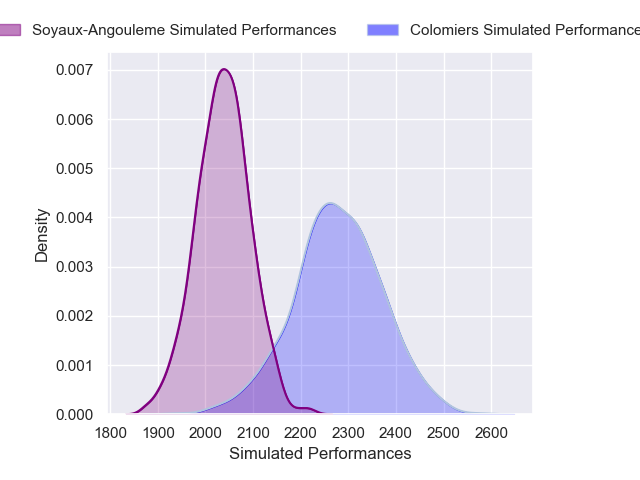 Soyaux-Angouleme Simulated Performances
Colomiers Simulated Performance
0.007
0.006
0.005
0.004
0.003
0.002
0.001
0.000
Density
1800 1900 2000 2100 2200 2300 2400 2500 2600
Simulated Performances